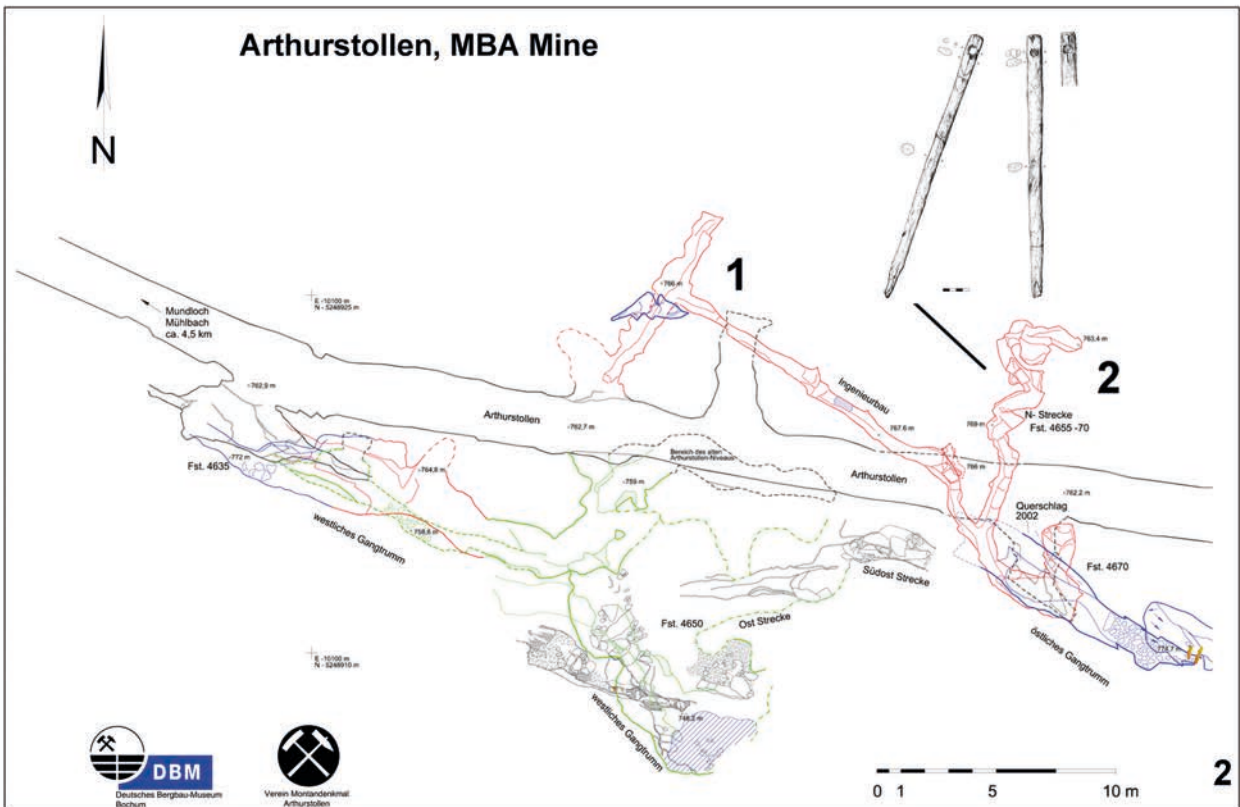 Arthurstollen, MBA Mine
N
1
2
Mundloch
Mühlbach
ca. 4,5 km
E -10100 m
N - 5248925 m
~766 m
763,4 m
Ingenieurbau
N- Strecke
Fst. 4655 -70
769 m
767,6 m
~762,9 m
Arthurstollen
~762,7 m
Bereich des alten
Arthurstollen-Niveaus
~759 m
Arthurstollen
766 m
~762,2 m
Fst. 4635
~772 m
~764,8 m
758,6 m
westliches Gangtrumm
Querschlag
2002
Fst. 4670
Südost Strecke
Fst. 4650
Ost Strecke
östliches Gangtrumm
E -10100 m
N - 5248910 m
westliches Gangtrumm
DBM
Deutsches Bergbau-Museum
Bochum
Verein Montandenkmal
Arthurstollen
0 1 5 10 m
2